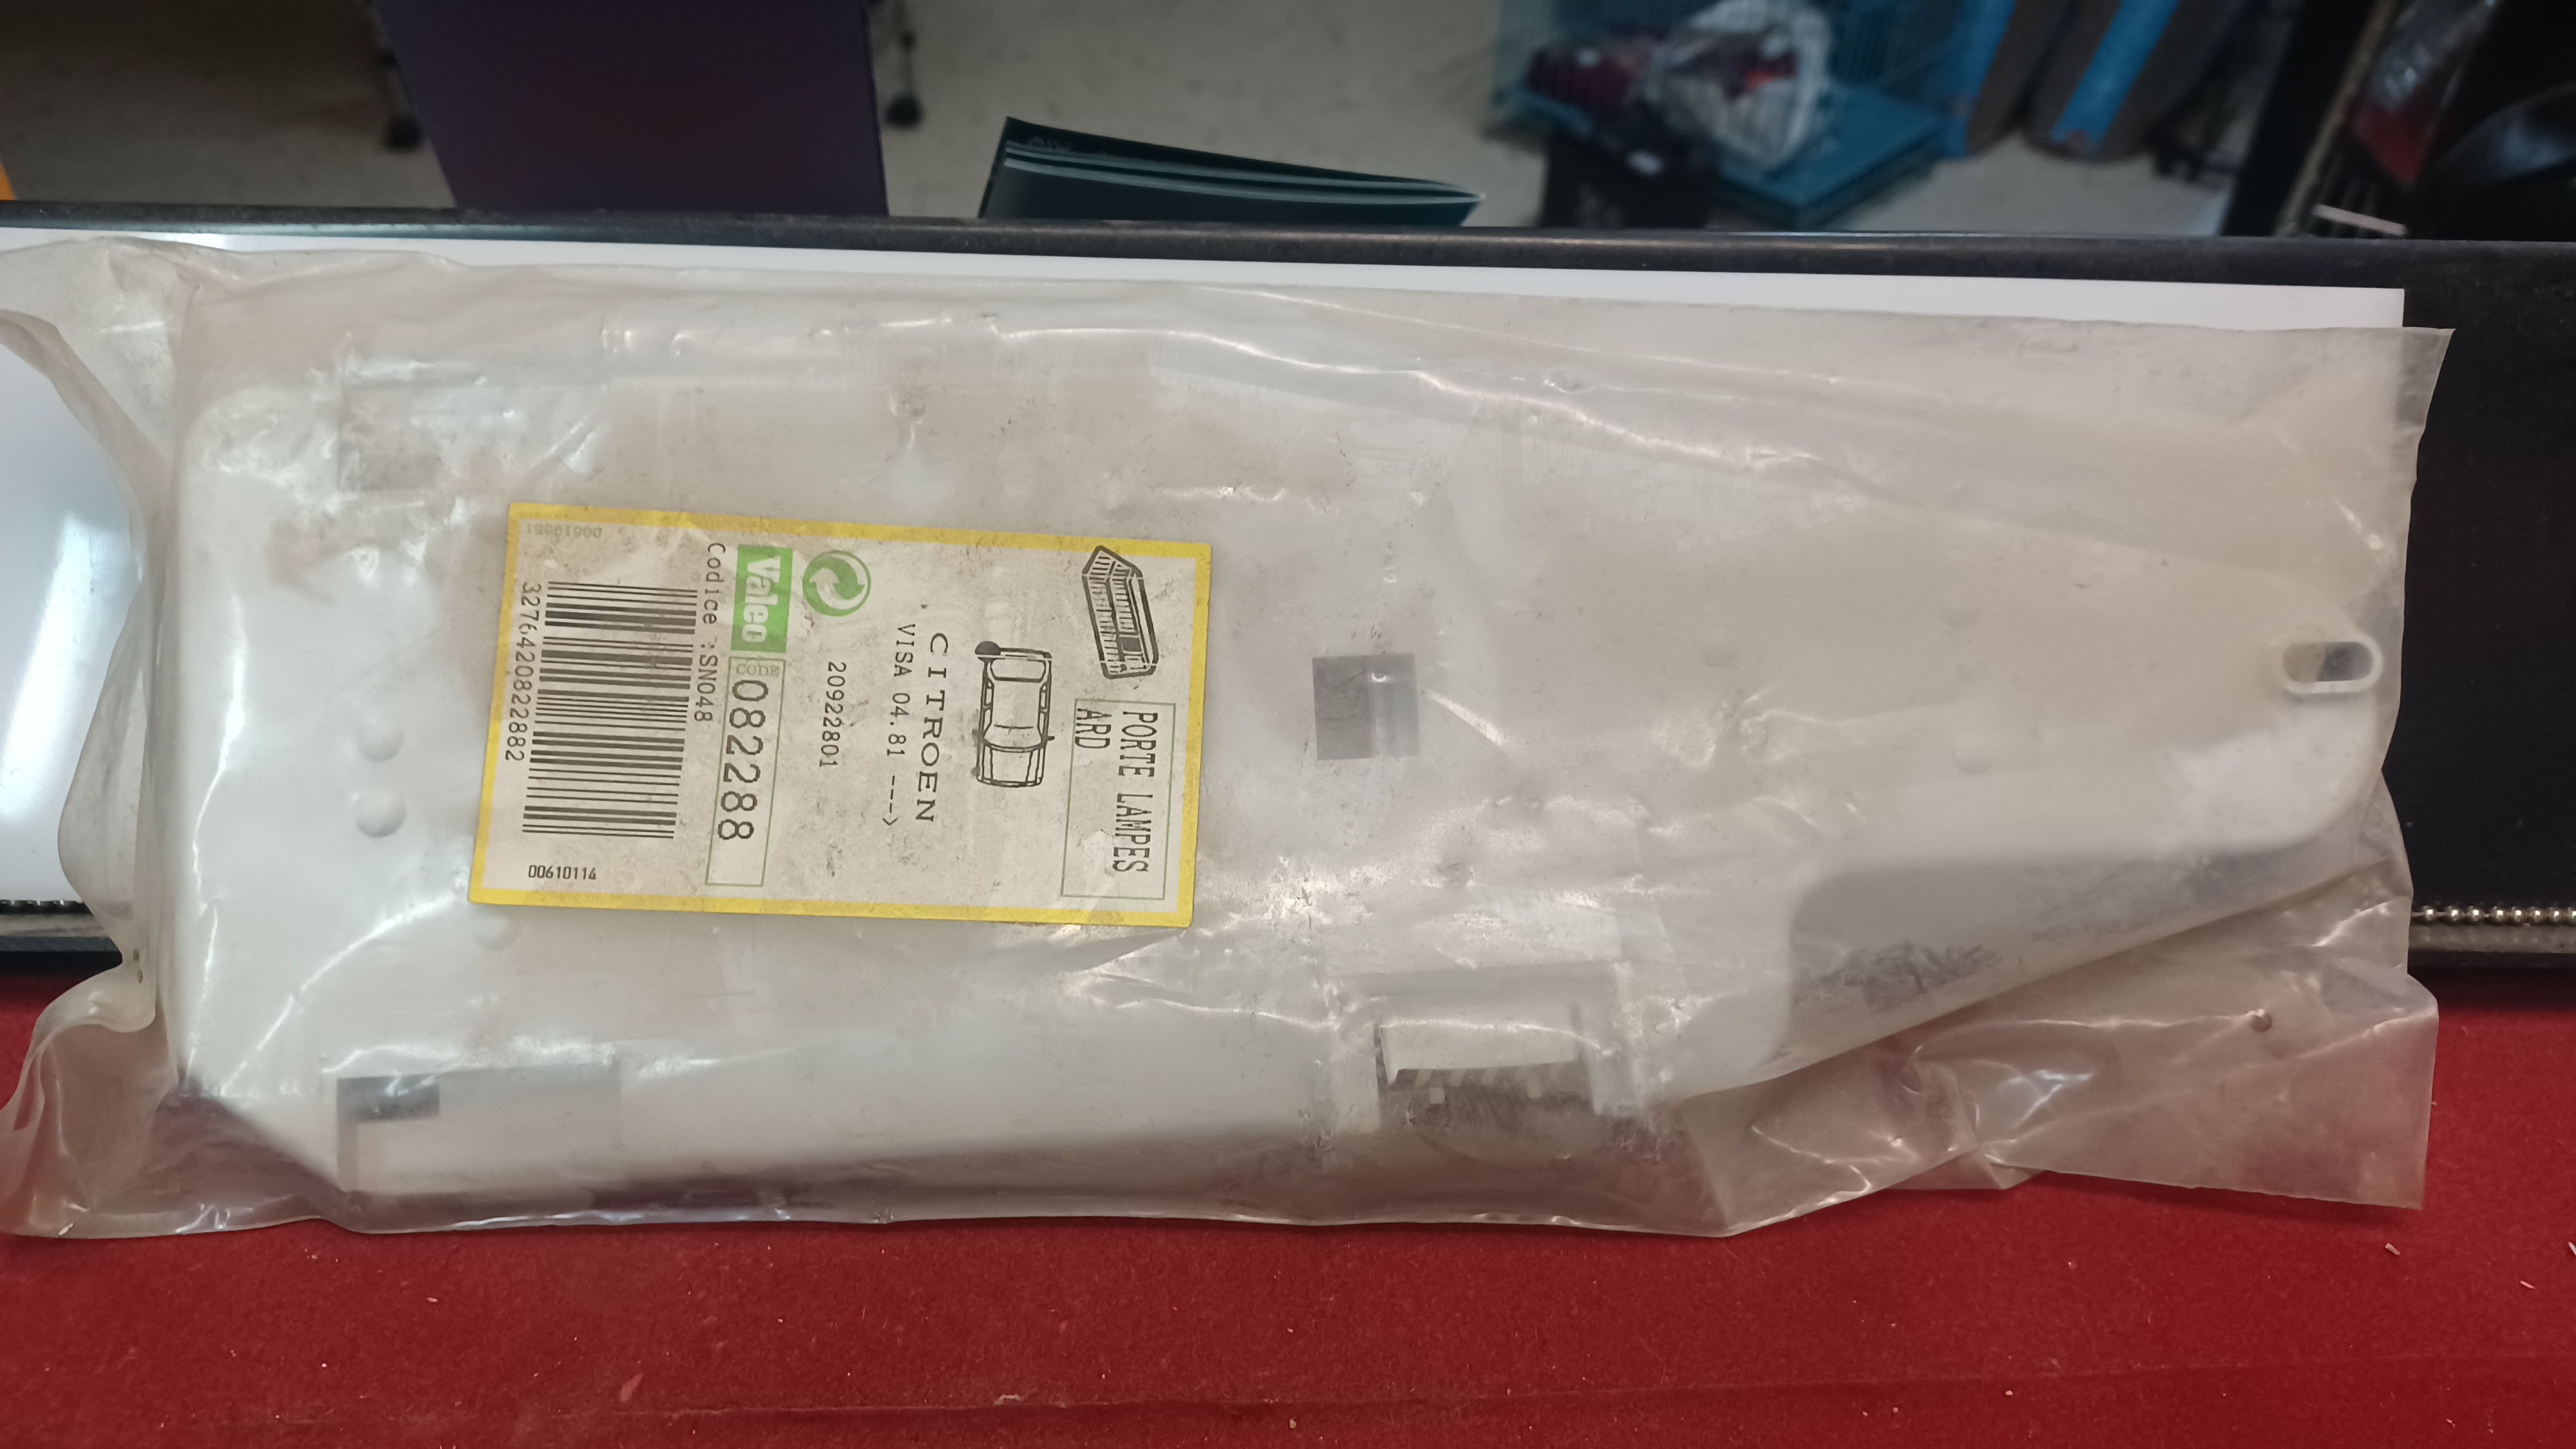 PORTE LAMPES
ARD
CITROEN
VISA 04.81 ---->
20922801
Valeo
CODE
082288
Codice :SN048
3276420822882
00610114